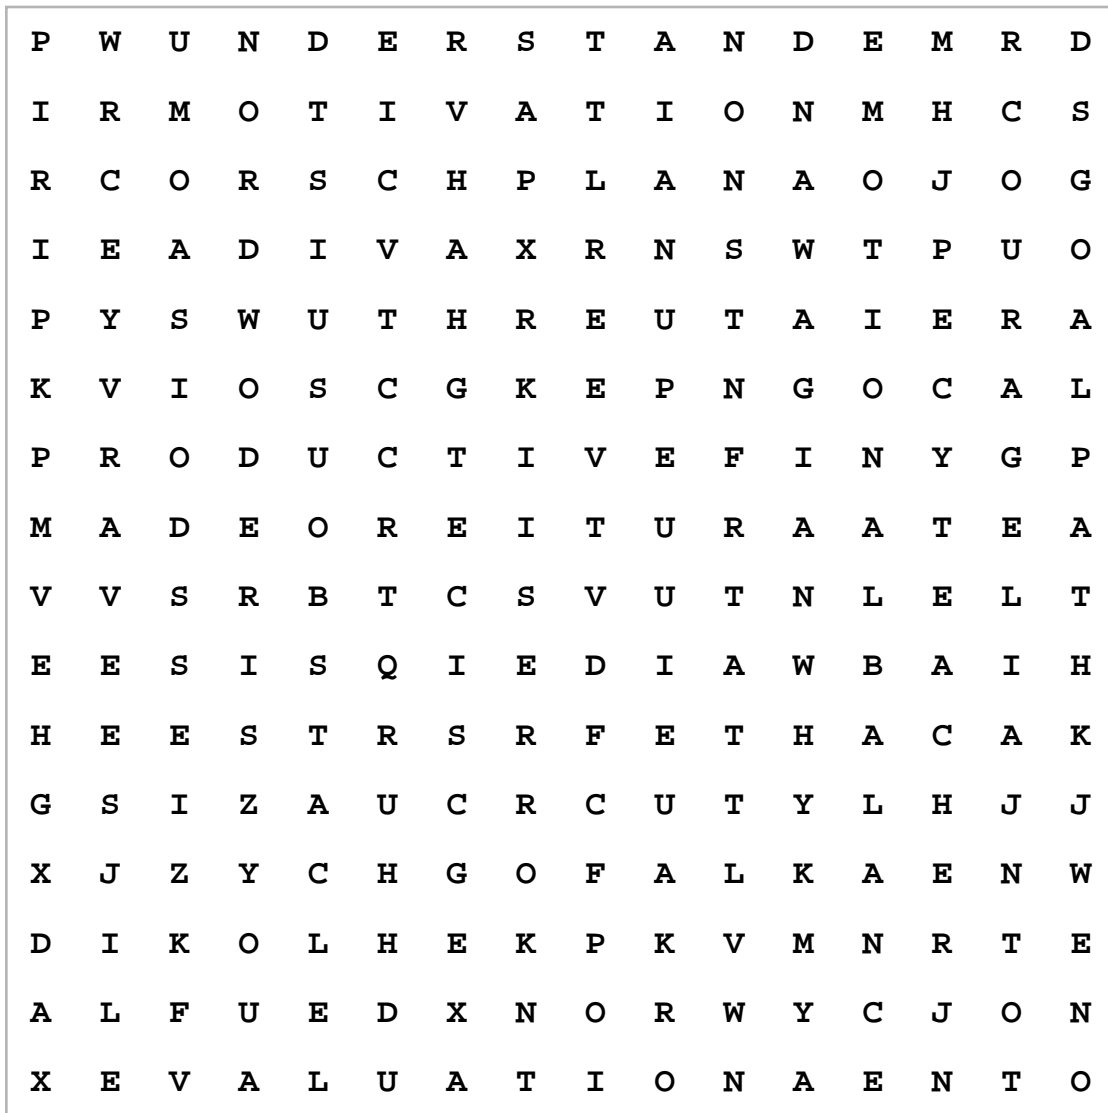 P W U N D E R S T A N D E M R D
I R M O T I V A T I O N M H C S
R C O R S C H P L A N A O J O G
I E A D I V A X R N S W T P U O
P Y S W U T H R E U T A I E R A
K V I O S C G K E P N G O C A L
P R O D U C T I V E F I N Y G P
M A D E O R E I T U R A A T E A
V V S R B T C S V U T N L E L T
E E S I S Q I E D I A W B A I H
H E E S T R S R F E T H A C A K
G S I Z A U C R C U T Y L H J J
X J Z Y C H G O F A L K A E N W
D I K O L H E K P K V M N R T E
A L F U E D X N O R W Y C J O N
X E V A L U A T I O N A E N T O